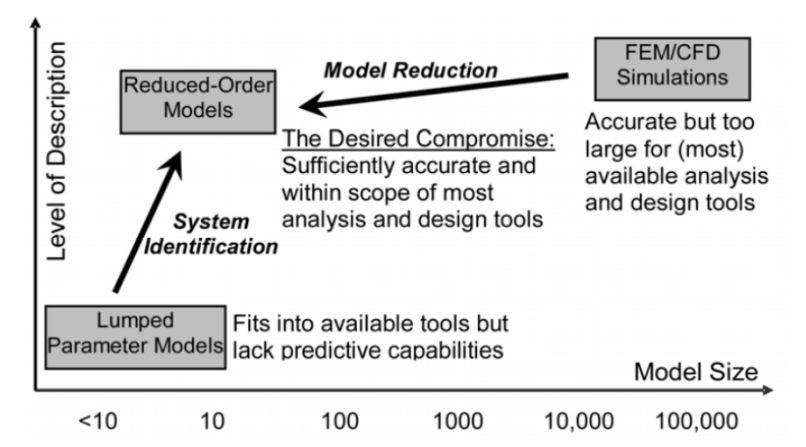 Level of Description
Reduced-Order
Models
Model Reduction
FEM/CFD
Simulations
The Desired Compromise:
Sufficiently accurate and
within scope of most
analysis and design tools
Accurate but too
large for (most)
available analysis
and design tools
System
Identification
Lumped
Parameter Models
Fits into available tools but
lack predictive capabilities
Model Size
<10 10 100 1000 10,000 100,000